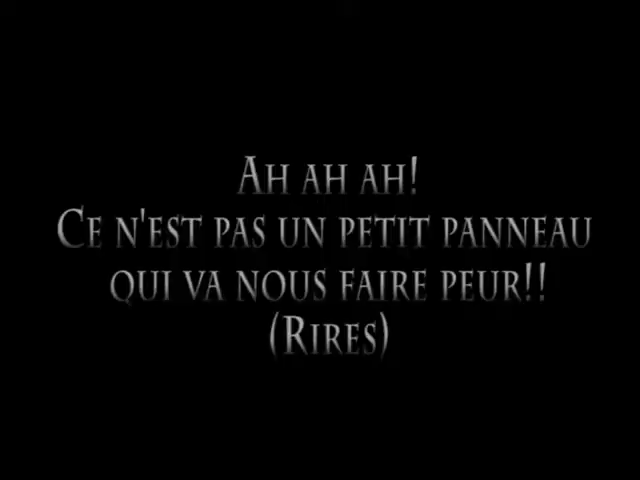 Ah ah ah!
Ce n'est pas un petit panneau
qui va nous faire peur!!
(Rires)